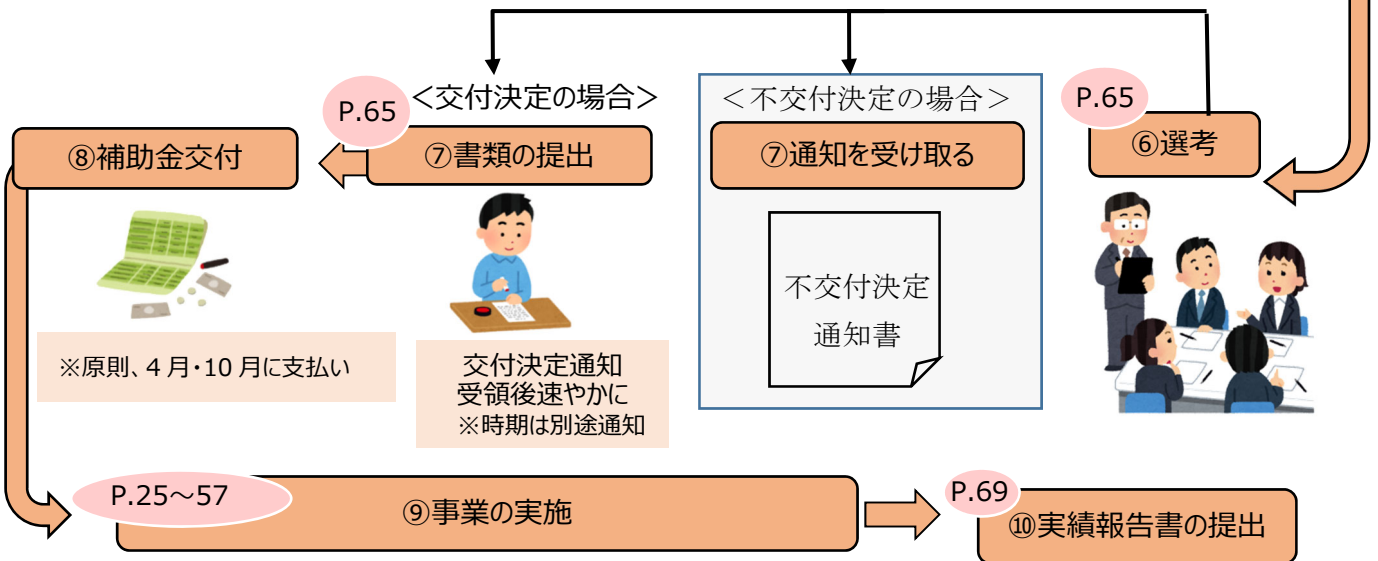 P.65
⑥選考
<交付決定の場合>
P.65
⑦書類の提出
交付決定通知
受領後速やかに
※時期は別途通知
<不交付決定の場合>
⑦通知を受け取る
不交付決定
通知書
⑧補助金交付
※原則、4月・10月に支払い
P.25～57
⑨事業の実施
P.69
⑩実績報告書の提出